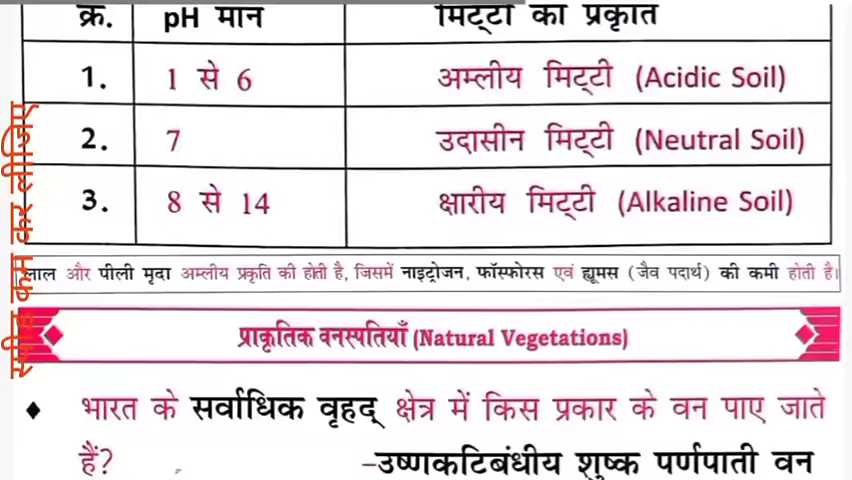 क्र. pH मान मिट्टी की प्रकृति
1. 1 से 6 अम्लीय मिट्टी (Acidic Soil)
2. 7 उदासीन मिट्टी (Neutral Soil)
3. 8 से 14 क्षारीय मिट्टी (Alkaline Soil)
लाल और पीली मृदा अम्लीय प्रकृति की होती है, जिसमें नाइट्रोजन, फॉस्फोरस एवं ह्यूमस (जैव पदार्थ) की कमी होती है।
प्राकृतिक वनस्पतियाँ (Natural Vegetations)
♦ भारत के सर्वाधिक वृहद् क्षेत्र में किस प्रकार के वन पाए जाते
हैं? –उष्णकटिबंधीय शुष्क पर्णपाती वन
स्पीड कम कर लीजिए